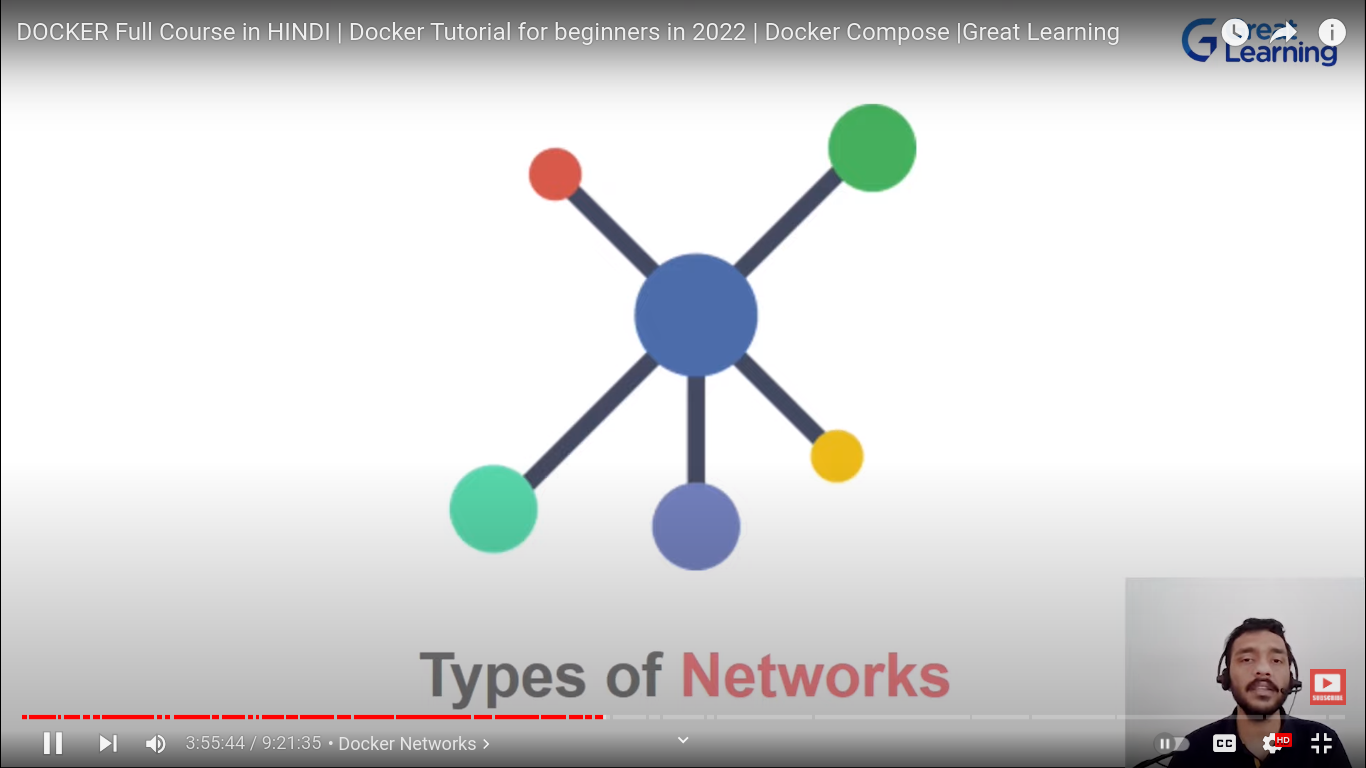 DOCKER Full Course in HINDI | Docker Tutorial for beginners in 2022 | Docker Compose |Great Learning
Great
Learning
Types of Networks
SUBSCRIBE
3:55:44 / 9:21:35 • Docker Networks
CC
HD